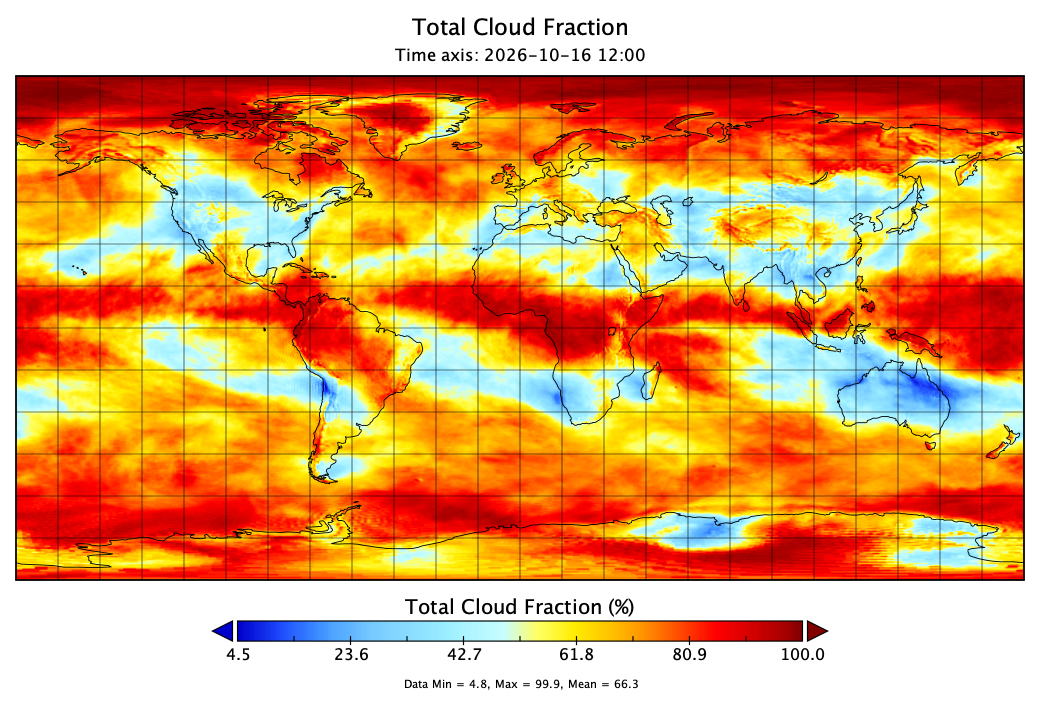 Total Cloud Fraction
Time axis: 2026-10-16 12:00
Total Cloud Fraction (%)
4.5 23.6 42.7 61.8 80.9 100.0
Data Min = 4.8, Max = 99.9, Mean = 66.3